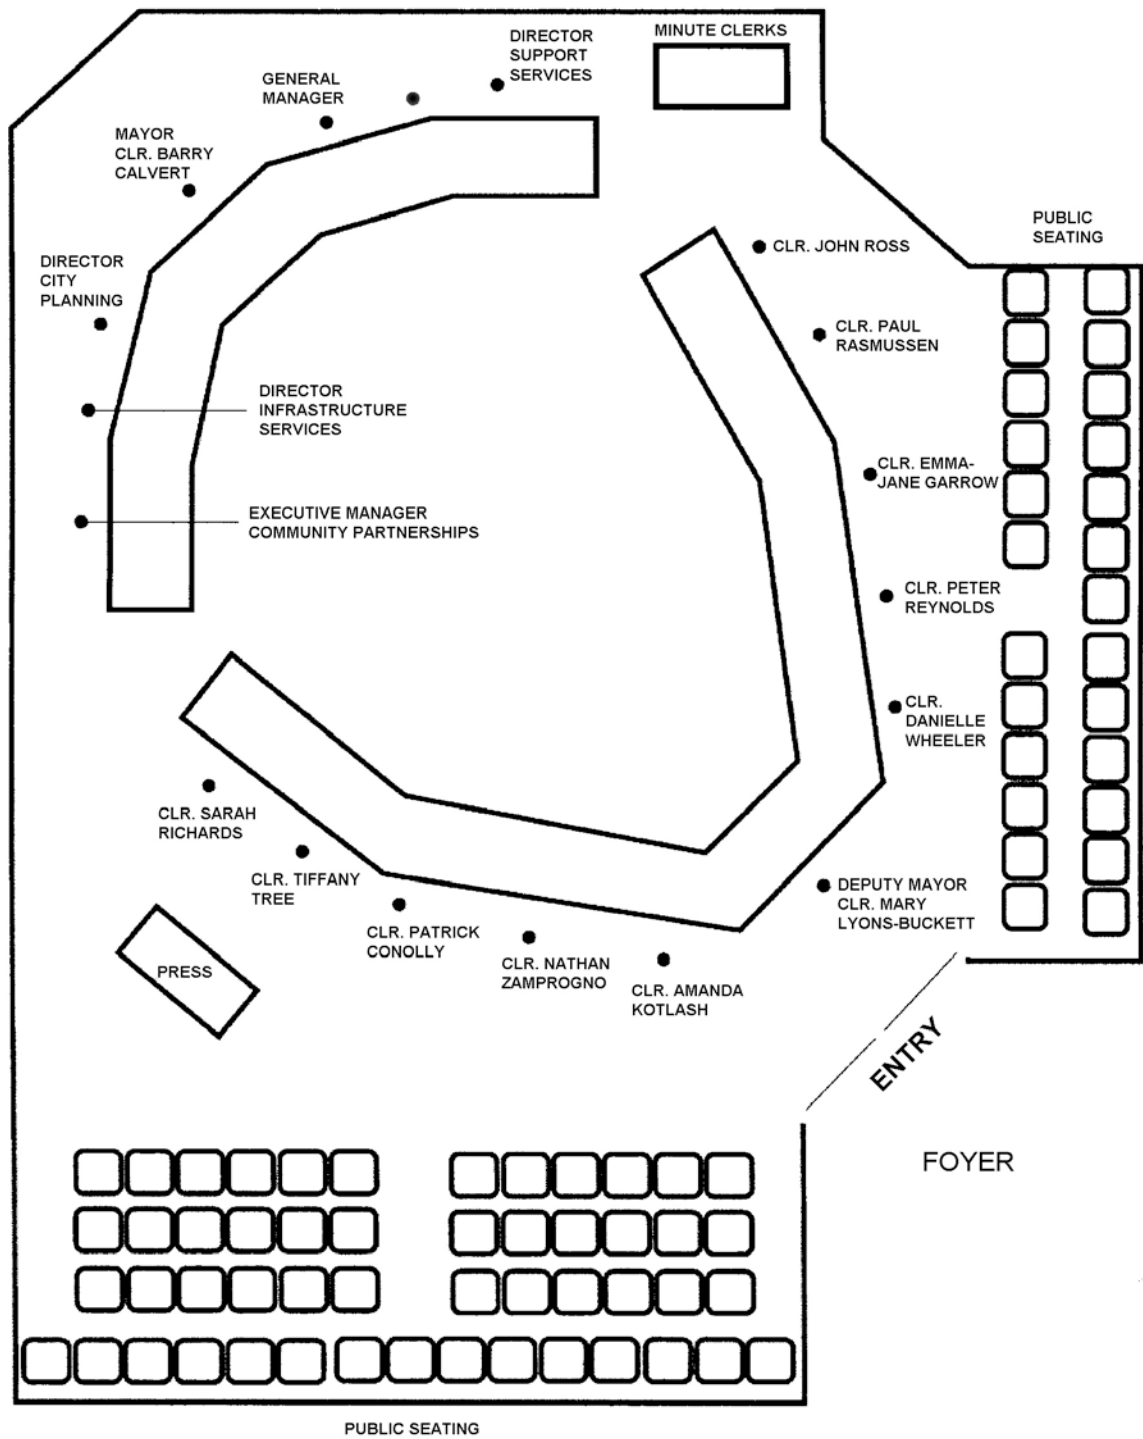 MINUTE CLERKS
DIRECTOR
SUPPORT
SERVICES
GENERAL
MANAGER
MAYOR
CLR. BARRY
CALVERT
DIRECTOR
CITY
PLANNING
DIRECTOR
INFRASTRUCTURE
SERVICES
EXECUTIVE MANAGER
COMMUNITY PARTNERSHIPS
CLR. JOHN ROSS
CLR. PAUL
RASMUSSEN
CLR. EMMA-
JANE GARROW
CLR. PETER
REYNOLDS
CLR.
DANIELLE
WHEELER
DEPUTY MAYOR
CLR. MARY
LYONS-BUCKETT
PUBLIC
SEATING
CLR. SARAH
RICHARDS
CLR. TIFFANY
TREE
CLR. PATRICK
CONOLLY
CLR. NATHAN
ZAMPROGNO
CLR. AMANDA
KOTLASH
PRESS
ENTRY
FOYER
PUBLIC SEATING